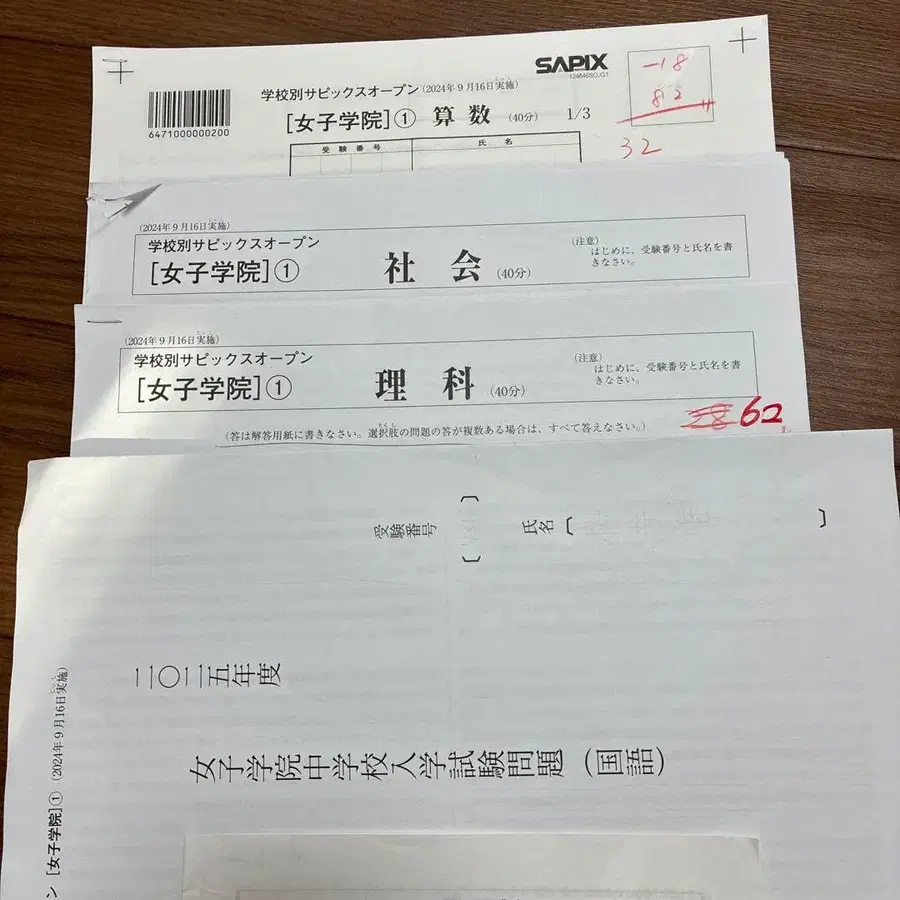 SAPIX
124646SOJG1
6471000000200
学校別サピックスオープン(2024年9月16日実施)
[女子学院]① 算数 (40分) 1/3
受験番号 氏名
-18
82
32
(2024年9月16日実施)
学校別サピックスオープン
[女子学院]① 社会 (40分)
(注意)
はじめに、受験番号と氏名を書
きなさい。
(2024年9月16日実施)
学校別サピックスオープン
[女子学院]① 理科 (40分)
(注意)
はじめに、受験番号と氏名を書
きなさい。
62
(答は解答用紙に書きなさい。選択肢の問題の答が複数ある場合は、すべて答えなさい。)
受験番号〔 〕
氏名〔 〕
二〇二五年度
女子学院中学校入学試験問題(国語)
ン [女子学院]① (2024年9月16日実施)